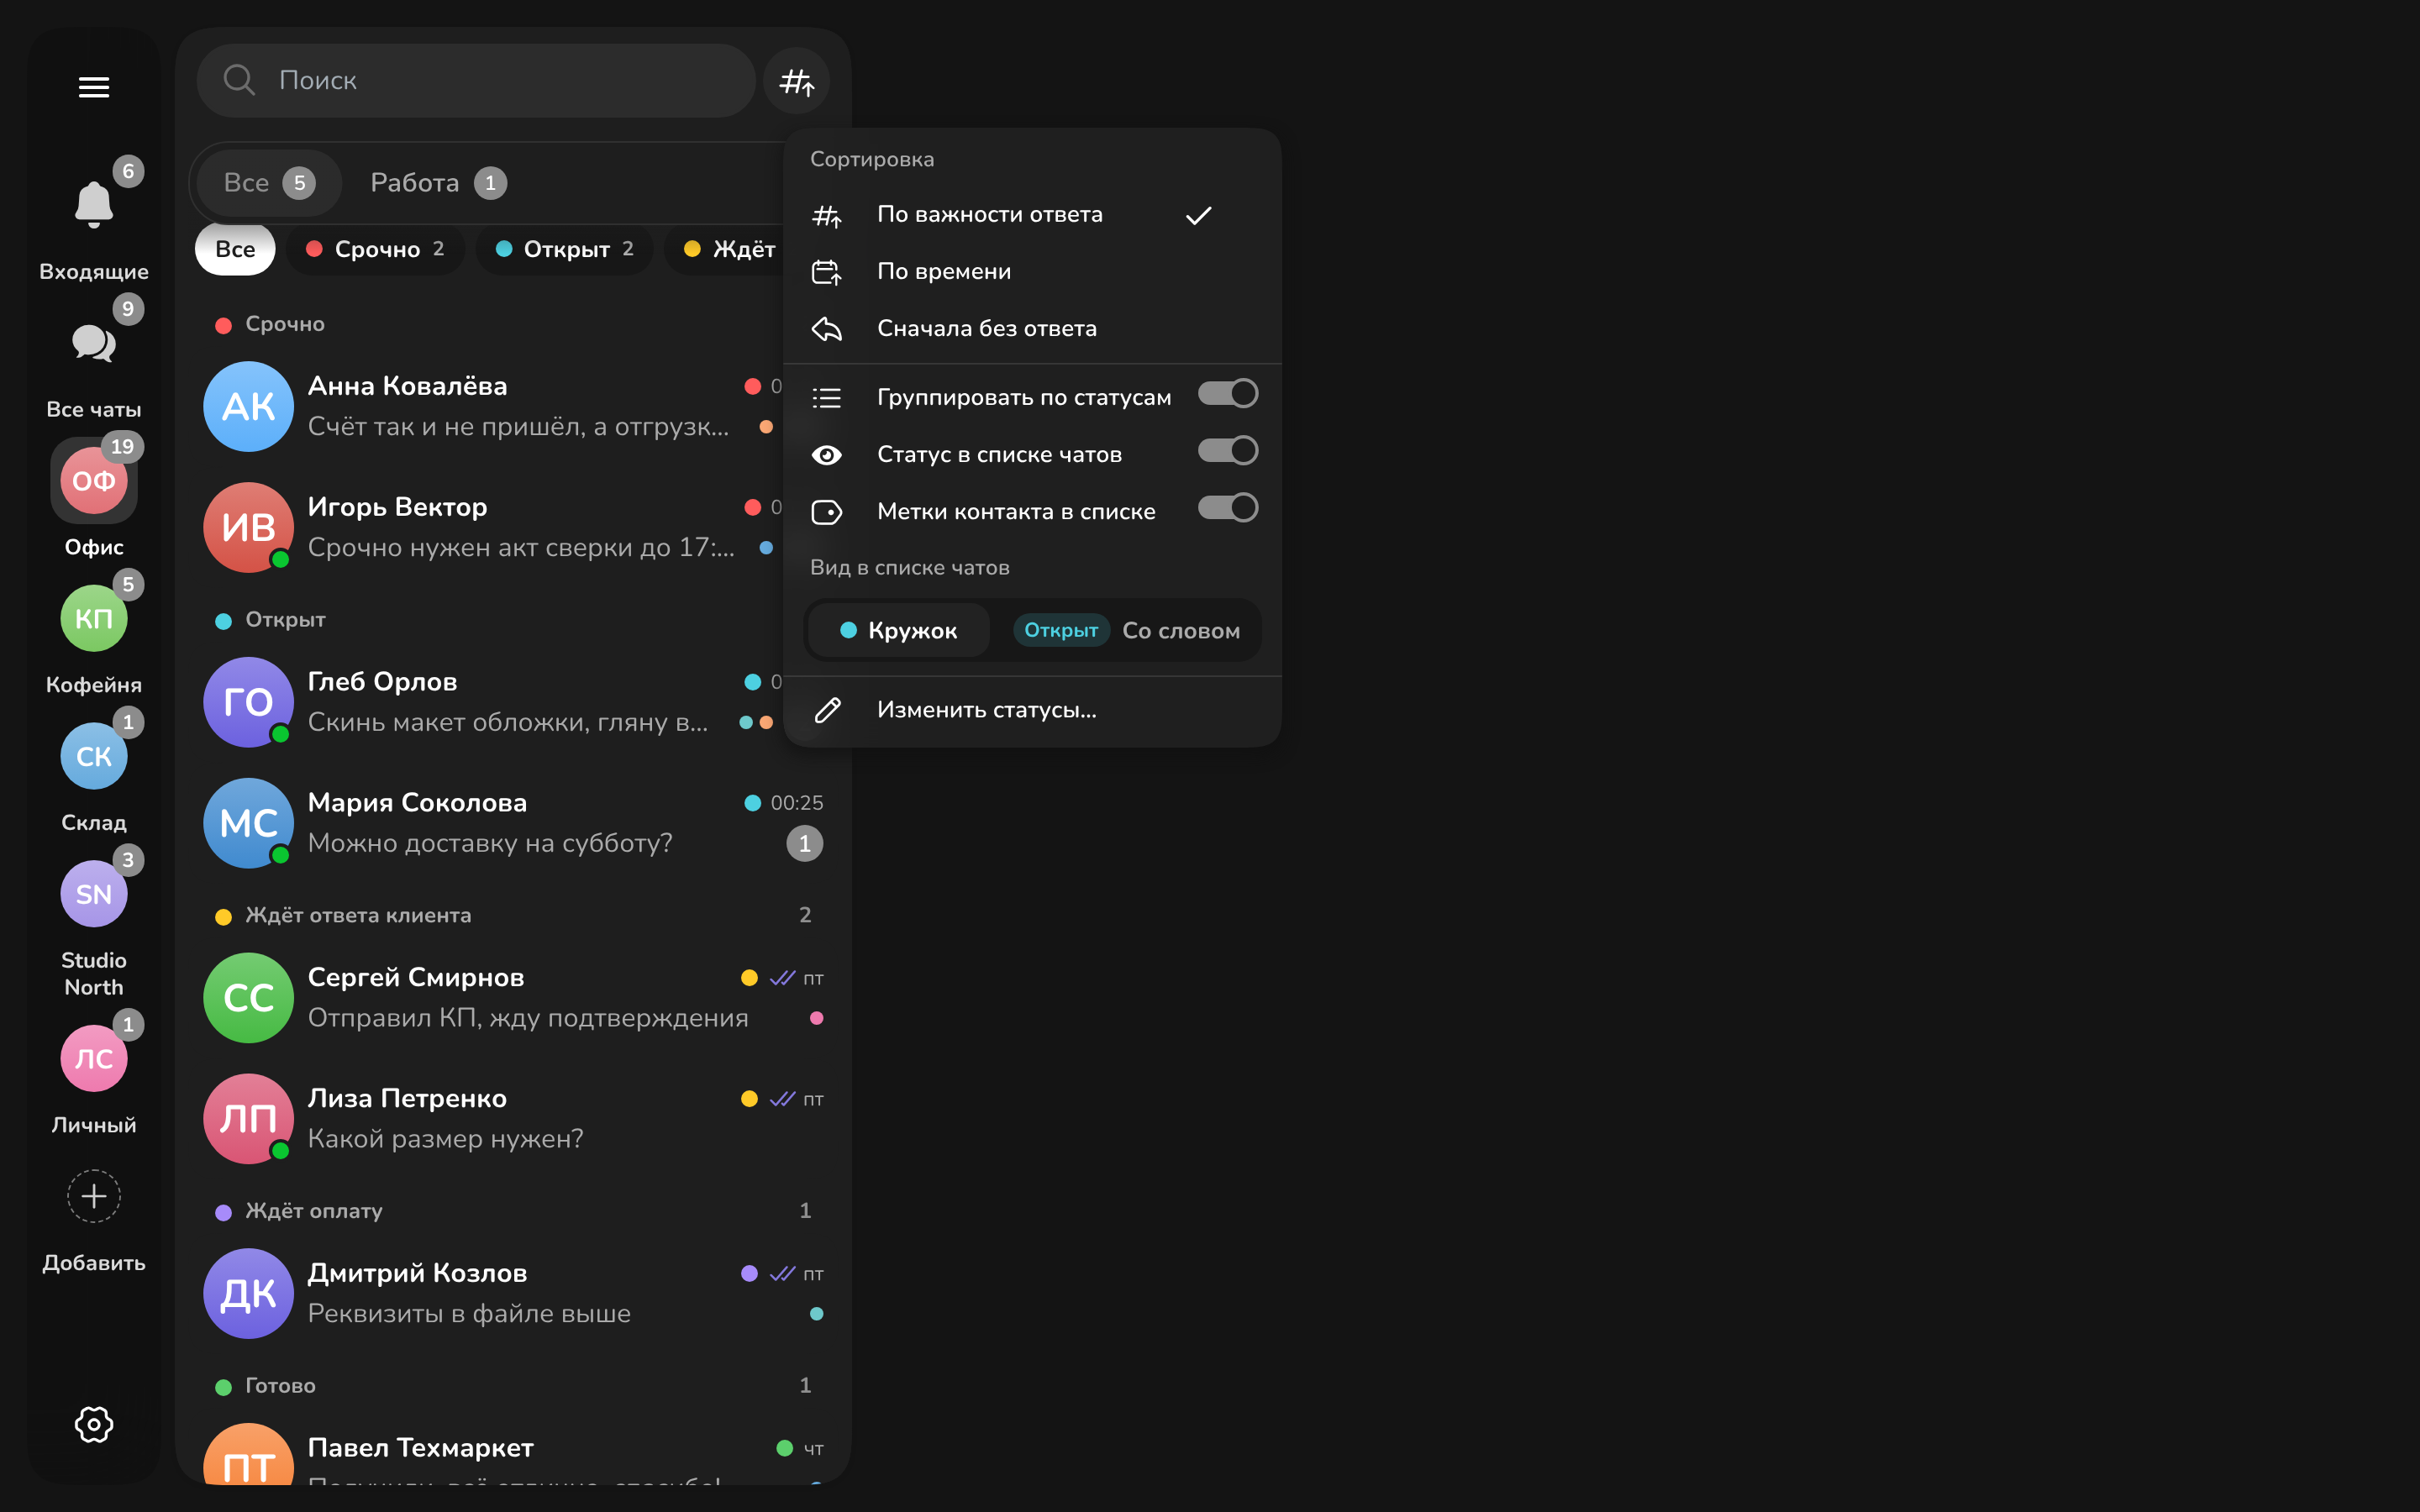 Поиск
6
Входящие
9
Все чаты
19
ОФ
Офис
5
КП
Кофейня
1
СК
Склад
3
SN
Studio
North
1
ЛС
Личный
Добавить
Все 5
Работа 1
Все
Срочно 2
Открыт 2
Ждёт
Срочно
АК
Анна Ковалёва
0
Счёт так и не пришёл, а отгрузк...
ИВ
Игорь Вектор
0
Срочно нужен акт сверки до 17:...
Открыт
ГО
Глеб Орлов
0
Скинь макет обложки, гляну в...
МС
Мария Соколова
00:25
Можно доставку на субботу?
1
Ждёт ответа клиента 2
СС
Сергей Смирнов
пт
Отправил КП, жду подтверждения
ЛП
Лиза Петренко
пт
Какой размер нужен?
Ждёт оплату 1
ДК
Дмитрий Козлов
пт
Реквизиты в файле выше
Готово 1
ПТ
Павел Техмаркет
чт
Сортировка
По важности ответа
По времени
Сначала без ответа
Группировать по статусам
Статус в списке чатов
Метки контакта в списке
Вид в списке чатов
Кружок
Открыт Со словом
Изменить статусы...